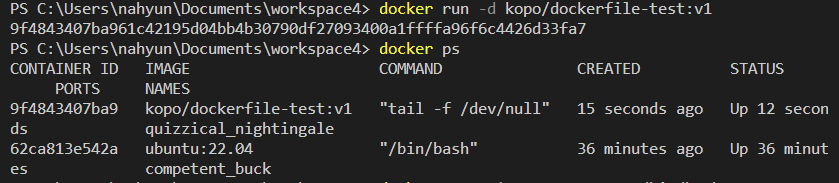 PS C:\Users\nahyun\Documents\workspace4> docker run -d kopo/dockerfile-test:v1
9f4843407ba961c42195d04bb4b30790df27093400a1ffffa96f6c4426d33fa7
PS C:\Users\nahyun\Documents\workspace4> docker ps
CONTAINER ID   IMAGE                     COMMAND               CREATED          STATUS
     PORTS     NAMES
9f4843407ba9   kopo/dockerfile-test:v1   "tail -f /dev/null"   15 seconds ago   Up 12 secon
ds             quizzical_nightingale
62ca813e542a   ubuntu:22.04              "/bin/bash"           36 minutes ago   Up 36 minut
es             competent_buck